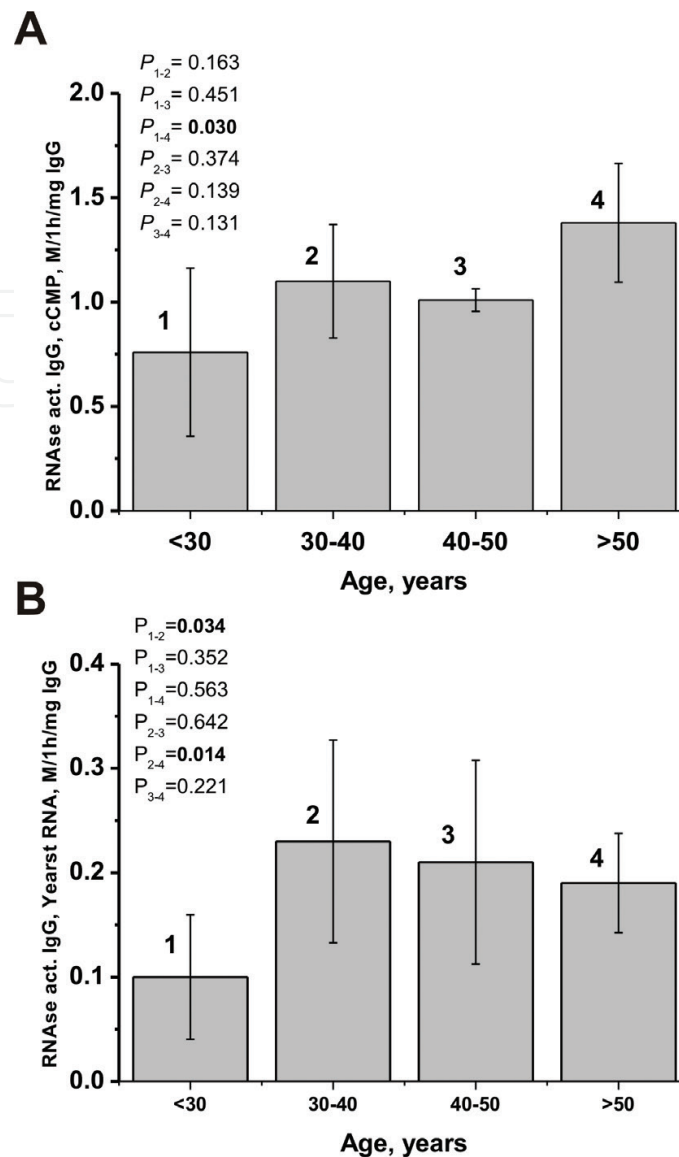 A
P1-2= 0.163
P1-3= 0.451
P1-4= 0.030
P2-3= 0.374
P2-4= 0.139
P3-4= 0.131
RNAse act. IgG, cCMP, M/1h/mg IgG
2.0
1.5
1.0
0.5
0.0
1
2
3
4
<30
30-40
40-50
>50
Age, years
B
P1-2=0.034
P1-3=0.352
P1-4=0.563
P2-3=0.642
P2-4=0.014
P3-4=0.221
RNAse act. IgG, Yearst RNA, M/1h/mg IgG
0.4
0.3
0.2
0.1
0.0
1
2
3
4
<30
30-40
40-50
>50
Age, years